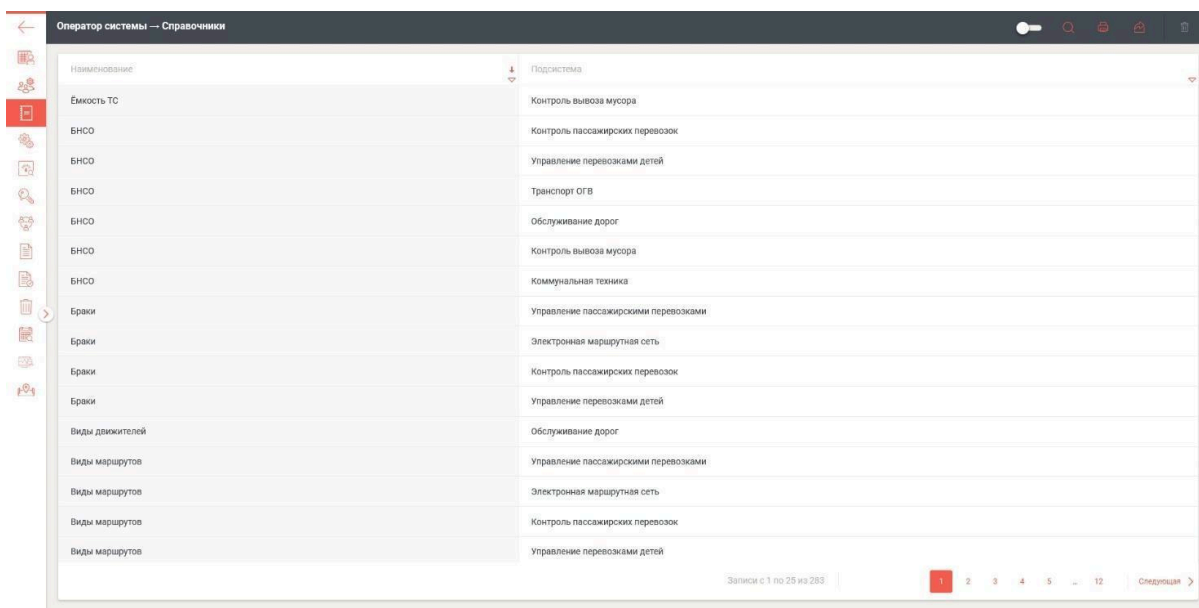 Оператор системы → Справочники
Наименование Подсистема
Ёмкость ТС Контроль вывоза мусора
БНСО Контроль пассажирских перевозок
БНСО Управление перевозками детей
БНСО Транспорт ОГВ
БНСО Обслуживание дорог
БНСО Контроль вывоза мусора
БНСО Коммунальная техника
Браки Управление пассажирскими перевозками
Браки Электронная маршрутная сеть
Браки Контроль пассажирских перевозок
Браки Управление перевозками детей
Виды движителей Обслуживание дорог
Виды маршрутов Управление пассажирскими перевозками
Виды маршрутов Электронная маршрутная сеть
Виды маршрутов Контроль пассажирских перевозок
Виды маршрутов Управление перевозками детей
Записи с 1 по 25 из 283 1 2 3 4 5 ... 12 Следующая